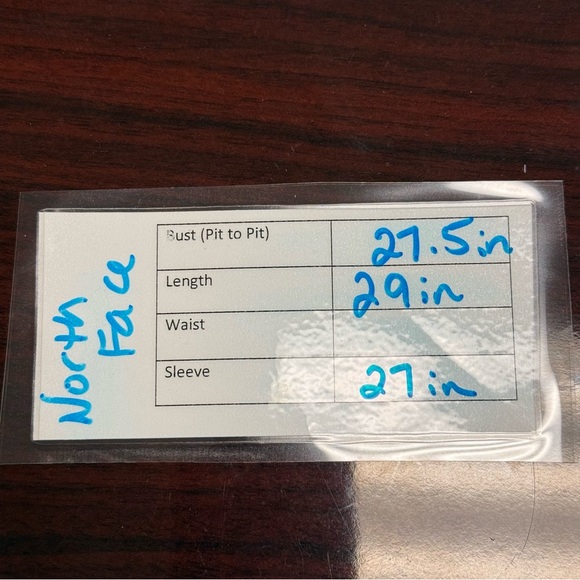 North
Face
Bust (Pit to Pit) 27.5in
Length 29in
Waist
Sleeve 27in